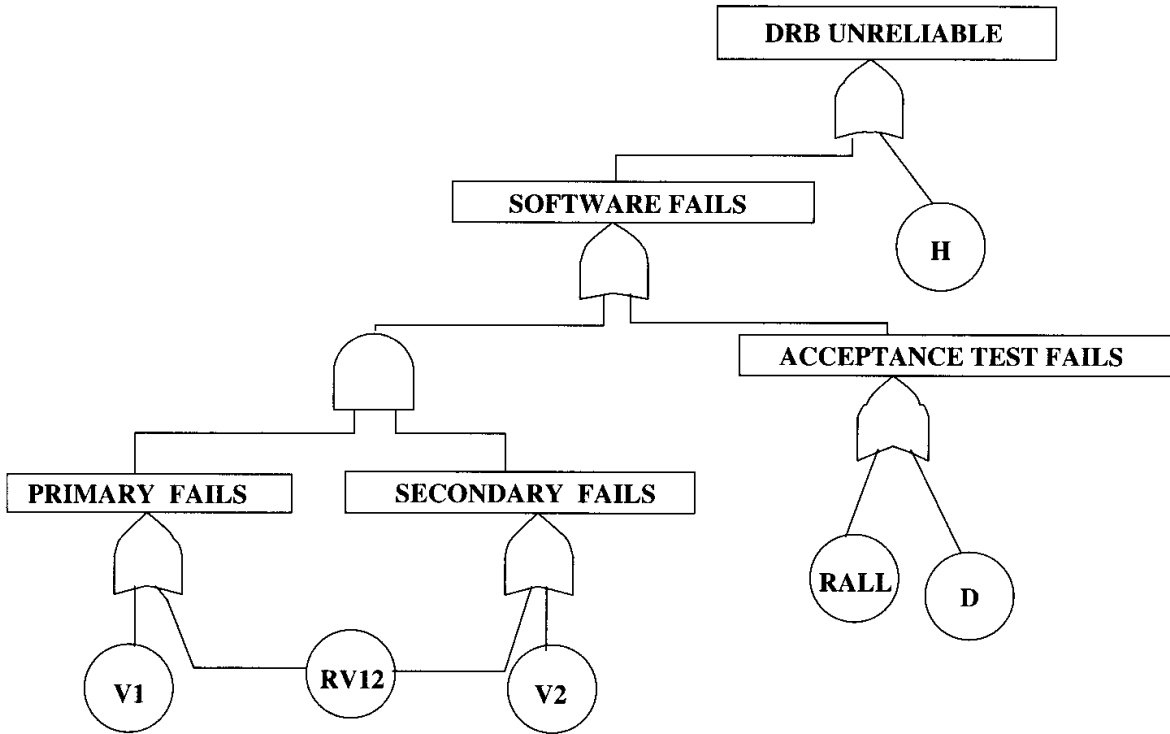 DRB UNRELIABLE
SOFTWARE FAILS
H
ACCEPTANCE TEST FAILS
PRIMARY FAILS
SECONDARY FAILS
RALL
D
V1
RV12
V2